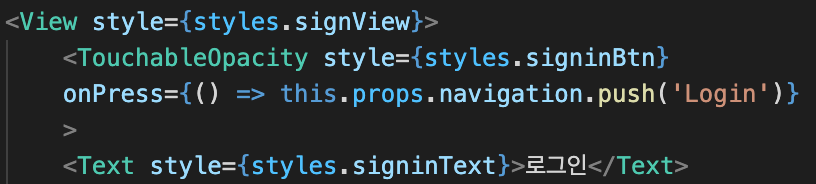 <View style={styles.signView}>
<TouchableOpacity style={styles.signinBtn}
onPress={() => this.props.navigation.push('Login')}
>
<Text style={styles.signinText}>로그인</Text>